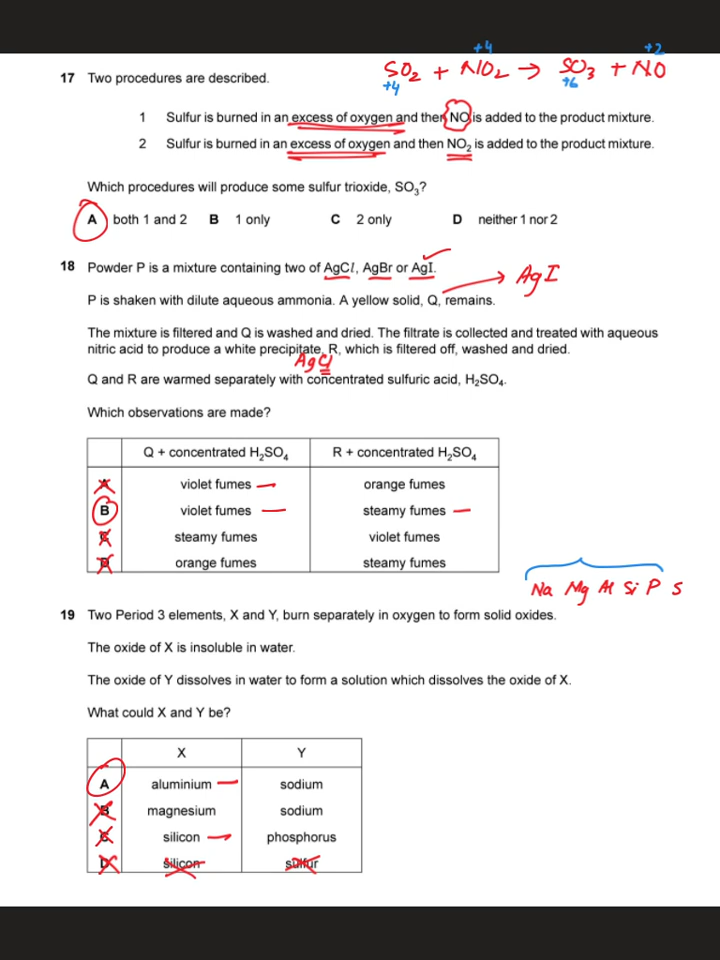 +4 +2
SO2 + NO2 → SO3 + NO
+4 +6
17 Two procedures are described.
1 Sulfur is burned in an excess of oxygen and then NO is added to the product mixture.
2 Sulfur is burned in an excess of oxygen and then NO2 is added to the product mixture.
Which procedures will produce some sulfur trioxide, SO3?
A both 1 and 2 B 1 only C 2 only D neither 1 nor 2
18 Powder P is a mixture containing two of AgCl, AgBr or AgI.
AgI
P is shaken with dilute aqueous ammonia. A yellow solid, Q, remains.
The mixture is filtered and Q is washed and dried. The filtrate is collected and treated with aqueous
nitric acid to produce a white precipitate, R, which is filtered off, washed and dried.
AgCl
Q and R are warmed separately with concentrated sulfuric acid, H2SO4.
Which observations are made?
Q + concentrated H2SO4 R + concentrated H2SO4
A violet fumes orange fumes
B violet fumes steamy fumes
C steamy fumes violet fumes
D orange fumes steamy fumes
Na Mg Al Si P S
19 Two Period 3 elements, X and Y, burn separately in oxygen to form solid oxides.
The oxide of X is insoluble in water.
The oxide of Y dissolves in water to form a solution which dissolves the oxide of X.
What could X and Y be?
X Y
A aluminium sodium
B magnesium sodium
C silicon phosphorus
D silicon sulfur